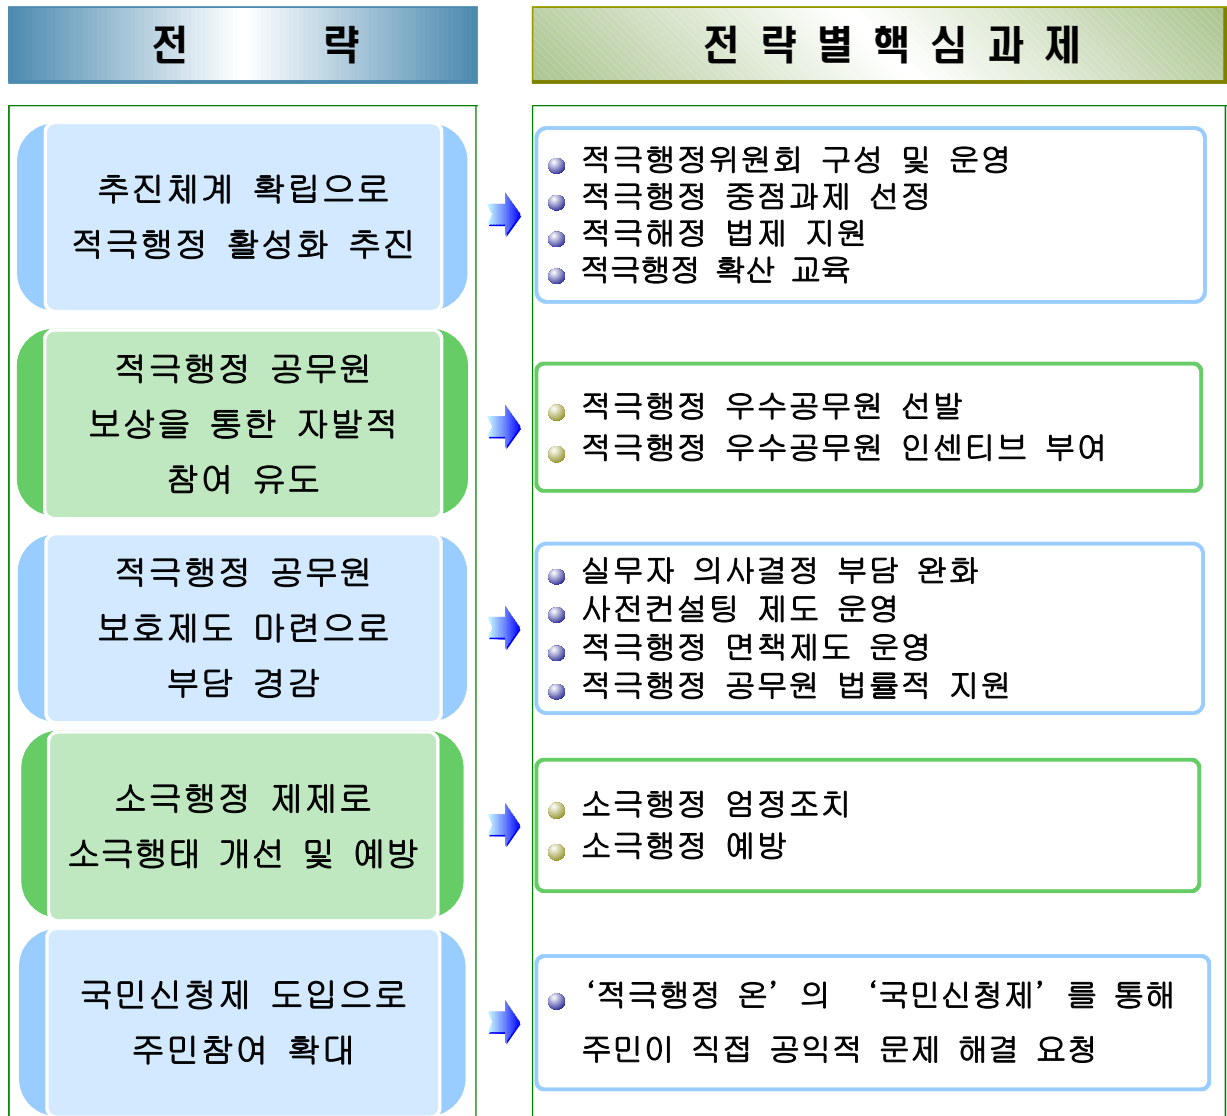 전 략
전 략 별 핵 심 과 제
추진체계 확립으로
적극행정 활성화 추진
적극행정위원회 구성 및 운영
적극행정 중점과제 선정
적극해정 법제 지원
적극행정 확산 교육
적극행정 공무원
보상을 통한 자발적
참여 유도
적극행정 우수공무원 선발
적극행정 우수공무원 인센티브 부여
적극행정 공무원
보호제도 마련으로
부담 경감
실무자 의사결정 부담 완화
사전컨설팅 제도 운영
적극행정 면책제도 운영
적극행정 공무원 법률적 지원
소극행정 제제로
소극행태 개선 및 예방
소극행정 엄정조치
소극행정 예방
국민신청제 도입으로
주민참여 확대
‘적극행정 온’의 ‘국민신청제’를 통해
주민이 직접 공익적 문제 해결 요청